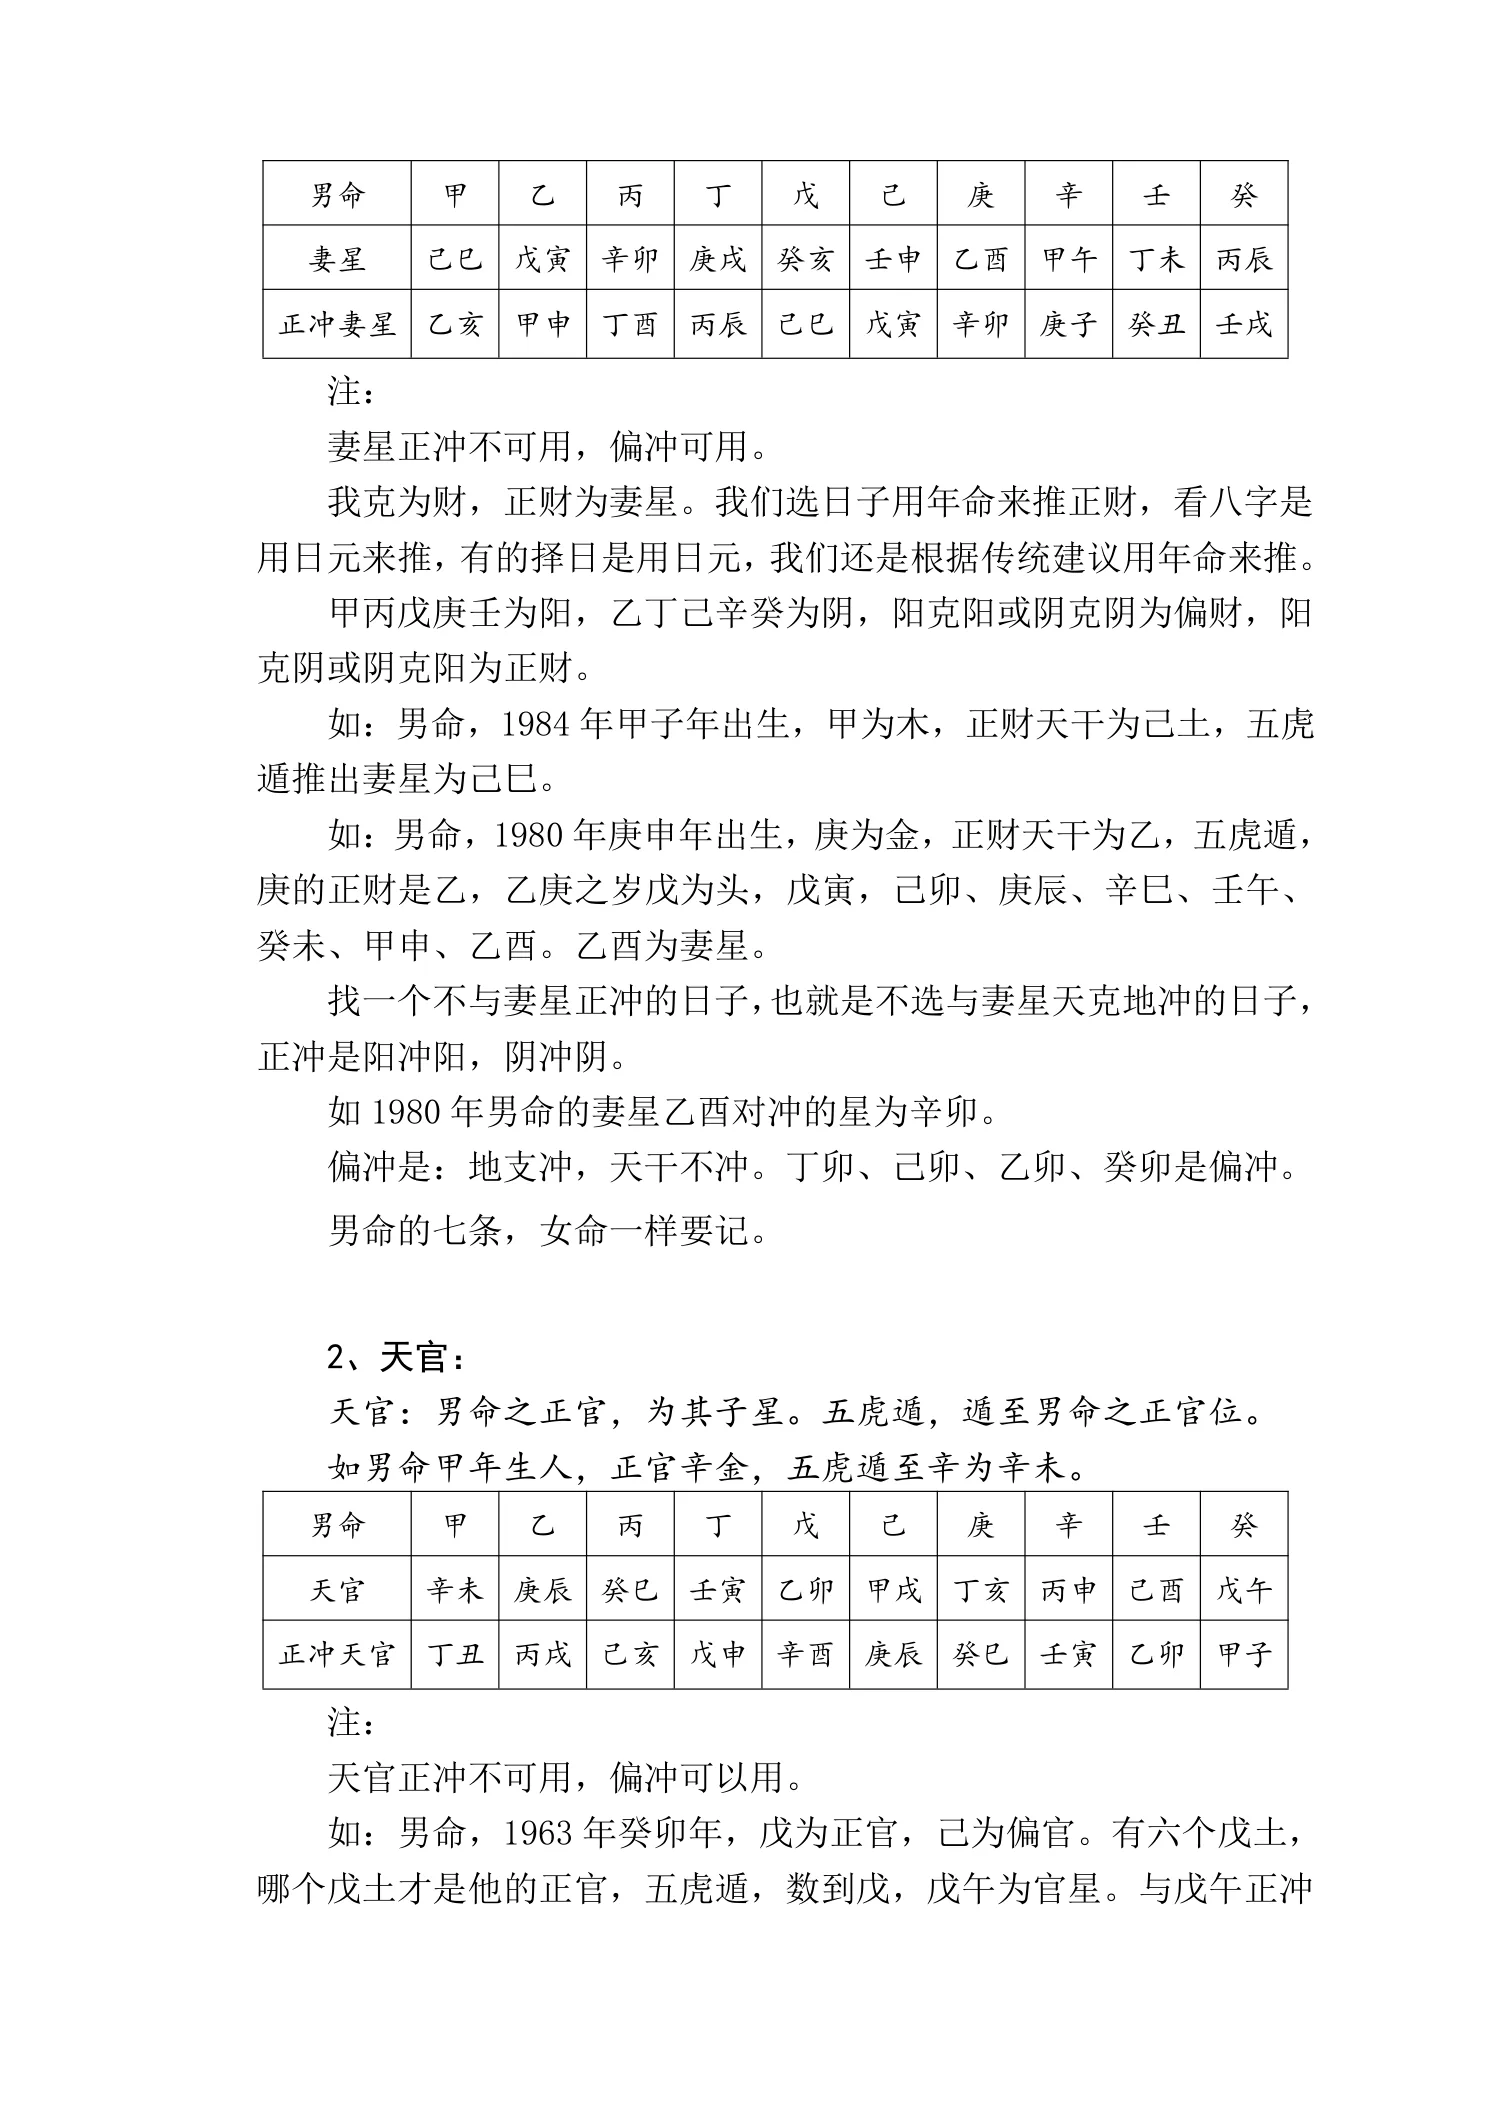 男命 甲 乙 丙 丁 戊 己 庚 辛 壬 癸
妻星 己巳 戊寅 辛卯 庚戌 癸亥 壬申 乙酉 甲午 丁未 丙辰
正冲妻星 乙亥 甲申 丁酉 丙辰 己巳 戊寅 辛卯 庚子 癸丑 壬戌
注：
妻星正冲不可用，偏冲可用。
我克为财，正财为妻星。我们选日子用年命来推正财，看八字是
用日元来推，有的择日是用日元，我们还是根据传统建议用年命来推。
甲丙戊庚壬为阳，乙丁己辛癸为阴，阳克阳或阴克阴为偏财，阳
克阴或阴克阳为正财。
如：男命，1984 年甲子年出生，甲为木，正财天干为己土，五虎
遁推出妻星为己巳。
如：男命，1980 年庚申年出生，庚为金，正财天干为乙，五虎遁，
庚的正财是乙，乙庚之岁戊为头，戊寅，己卯、庚辰、辛巳、壬午、
癸未、甲申、乙酉。乙酉为妻星。
找一个不与妻星正冲的日子，也就是不选与妻星天克地冲的日子，
正冲是阳冲阳，阴冲阴。
如 1980 年男命的妻星乙酉对冲的星为辛卯。
偏冲是：地支冲，天干不冲。丁卯、己卯、乙卯、癸卯是偏冲。
男命的七条，女命一样要记。
2、天官：
天官：男命之正官，为其子星。五虎遁，遁至男命之正官位。
如男命甲年生人，正官辛金，五虎遁至辛为辛未。
男命 甲 乙 丙 丁 戊 己 庚 辛 壬 癸
天官 辛未 庚辰 癸巳 壬寅 乙卯 甲戌 丁亥 丙申 己酉 戊午
正冲天官 丁丑 丙戌 己亥 戊申 辛酉 庚辰 癸巳 壬寅 乙卯 甲子
注：
天官正冲不可用，偏冲可以用。
如：男命，1963 年癸卯年，戊为正官，己为偏官。有六个戊土，
哪个戊土才是他的正官，五虎遁，数到戊，戊午为官星。与戊午正冲